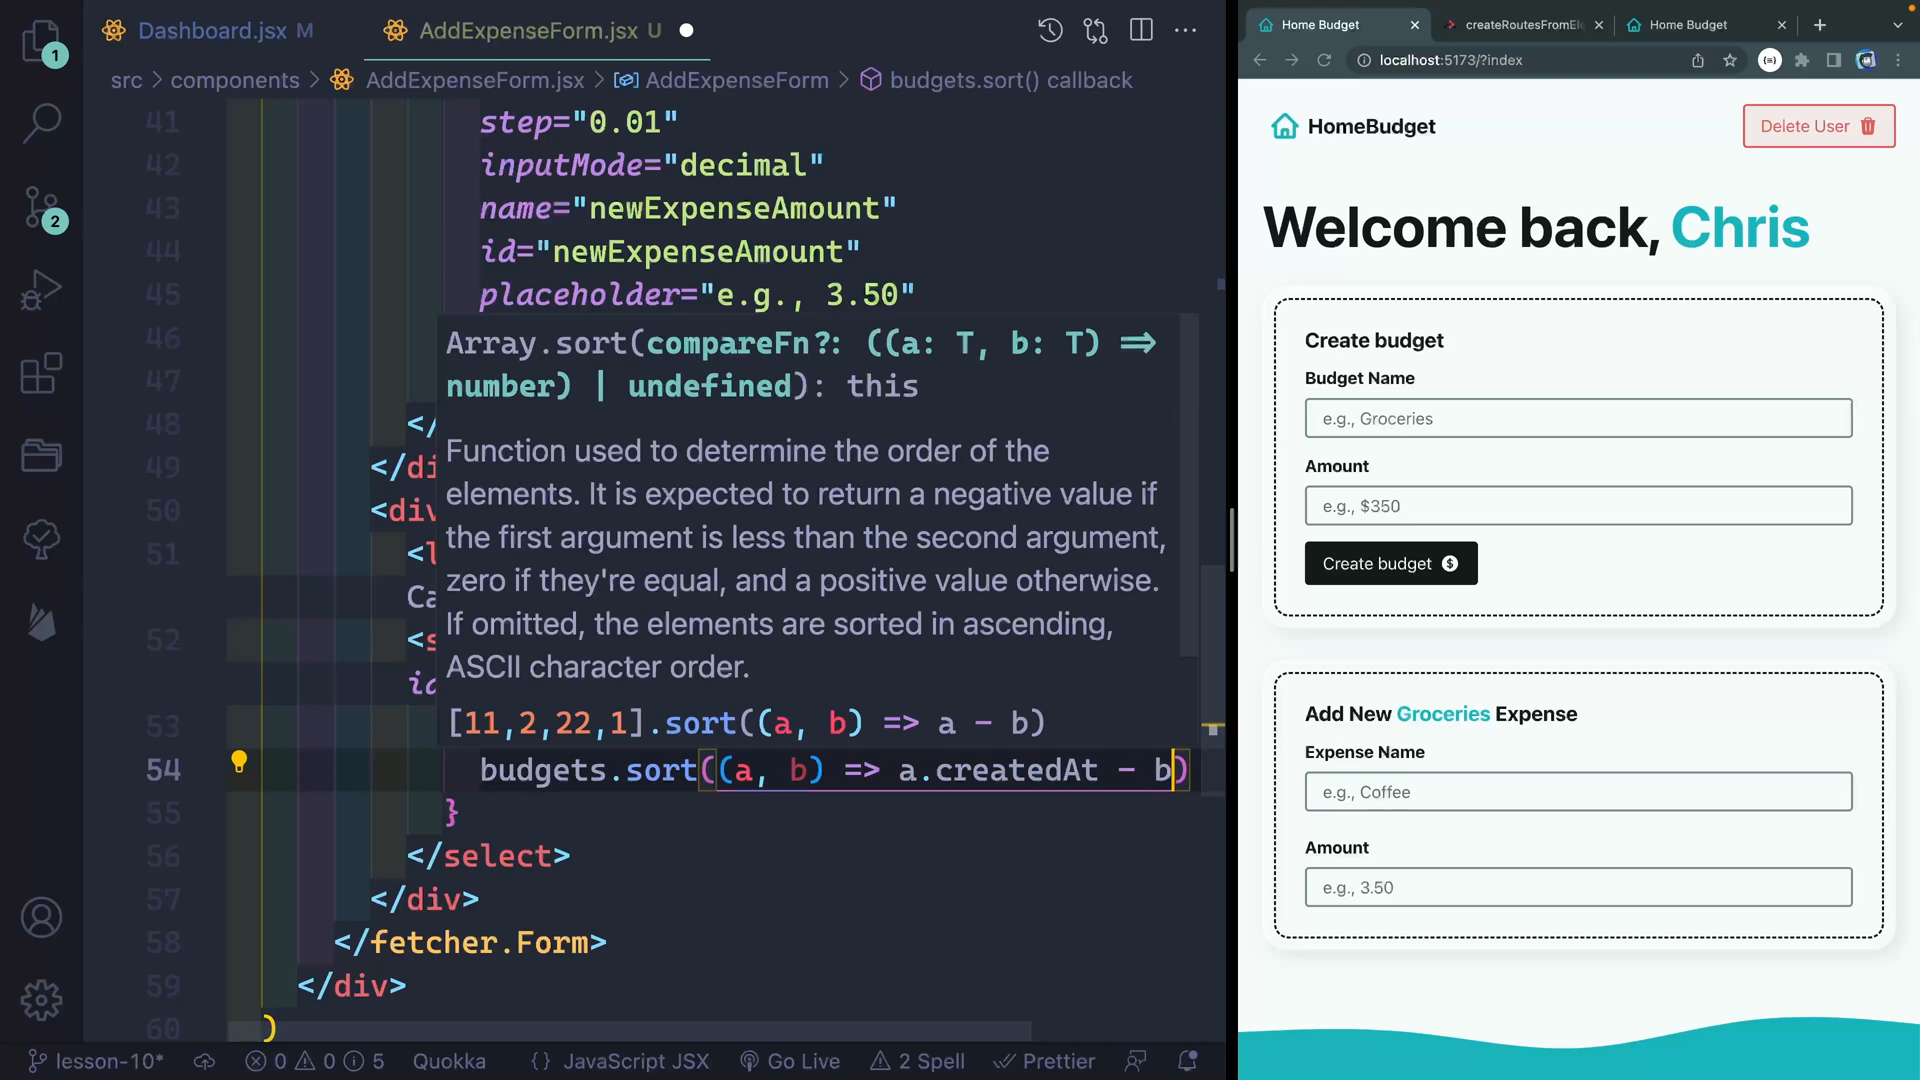 1
2
Dashboard.jsx M
AddExpenseForm.jsx U
src > components > AddExpenseForm.jsx > AddExpenseForm > budgets.sort() callback
41 step="0.01"
42 inputMode="decimal"
43 name="newExpenseAmount"
44 id="newExpenseAmount"
45 placeholder="e.g., 3.50"
46
47
48 </
49 </di
50 <div
51 <l
Ca
52 <s
id
53
Array.sort(compareFn?: ((a: T, b: T) =>
number) | undefined): this
Function used to determine the order of the
elements. It is expected to return a negative value if
the first argument is less than the second argument,
zero if they're equal, and a positive value otherwise.
If omitted, the elements are sorted in ascending,
ASCII character order.
[11,2,22,1].sort((a, b) => a - b)
54 budgets.sort((a, b) => a.createdAt - b)
55 }
56 </select>
57 </div>
58 </fetcher.Form>
59 </div>
60 )
lesson-10* 0 0 5 Quokka {} JavaScript JSX Go Live 2 Spell Prettier
Home Budget
createRoutesFromEl
Home Budget
localhost:5173/?index
HomeBudget
Delete User
Welcome back, Chris
Create budget
Budget Name
e.g., Groceries
Amount
e.g., $350
Create budget $
Add New Groceries Expense
Expense Name
e.g., Coffee
Amount
e.g., 3.50